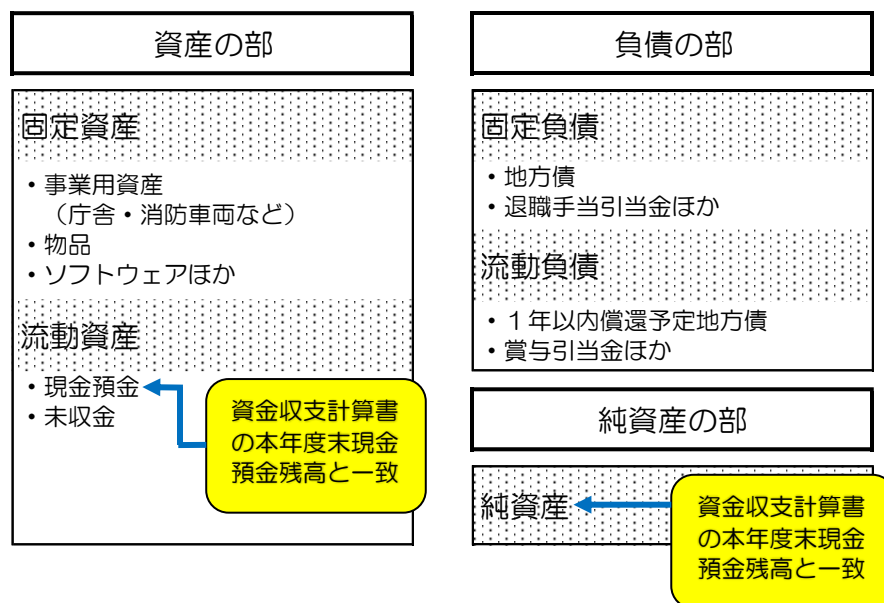 資産の部
固定資産
・事業用資産
（庁舎・消防車両など）
・物品
・ソフトウェアほか
流動資産
・現金預金
・未収金
資金収支計算書
の本年度末現金
預金残高と一致
負債の部
固定負債
・地方債
・退職手当引当金ほか
流動負債
・１年以内償還予定地方債
・賞与引当金ほか
純資産の部
純資産
資金収支計算書
の本年度末現金
預金残高と一致